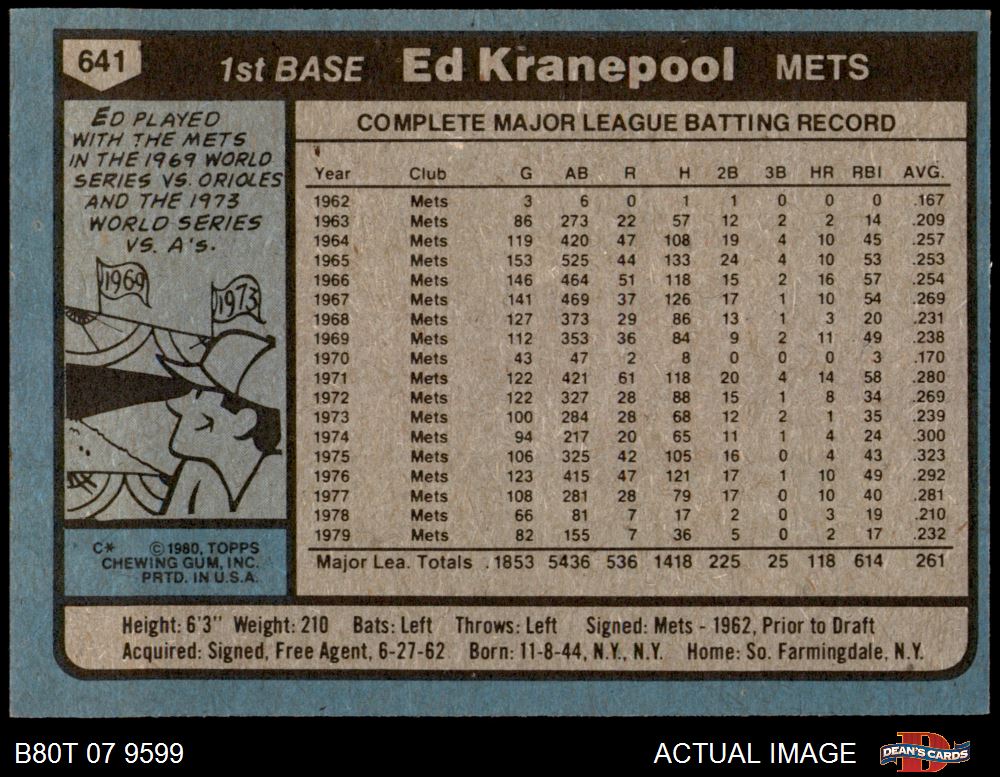 641 1st BASE Ed Kranepool METS
ED PLAYED
WITH THE METS
IN THE 1969 WORLD
SERIES VS. ORIOLES
AND THE 1973
WORLD SERIES
VS. A's.
1969
1973
C* © 1980, TOPPS
CHEWING GUM, INC.
PRTD. IN U.S.A.
COMPLETE MAJOR LEAGUE BATTING RECORD
Year Club G AB R H 2B 3B HR RBI AVG.
1962 Mets 3 6 0 1 1 0 0 0 .167
1963 Mets 86 273 22 57 12 2 2 14 .209
1964 Mets 119 420 47 108 19 4 10 45 .257
1965 Mets 153 525 44 133 24 4 10 53 .253
1966 Mets 146 464 51 118 15 2 16 57 .254
1967 Mets 141 469 37 126 17 1 10 54 .269
1968 Mets 127 373 29 86 13 1 3 20 .231
1969 Mets 112 353 36 84 9 2 11 49 .238
1970 Mets 43 47 2 8 0 0 0 3 .170
1971 Mets 122 421 61 118 20 4 14 58 .280
1972 Mets 122 327 28 88 15 1 8 34 .269
1973 Mets 100 284 28 68 12 2 1 35 .239
1974 Mets 94 217 20 65 11 1 4 24 .300
1975 Mets 106 325 42 105 16 0 4 43 .323
1976 Mets 123 415 47 121 17 1 10 49 .292
1977 Mets 108 281 28 79 17 0 10 40 .281
1978 Mets 66 81 7 17 2 0 3 19 .210
1979 Mets 82 155 7 36 5 0 2 17 .232
Major Lea. Totals .1853 5436 536 1418 225 25 118 614 261
Height: 6'3" Weight: 210 Bats: Left Throws: Left Signed: Mets - 1962, Prior to Draft
Acquired: Signed, Free Agent, 6-27-62 Born: 11-8-44, N.Y., N.Y. Home: So. Farmingdale, N.Y.
B80T 07 9599 ACTUAL IMAGE DEAN'S CARDS